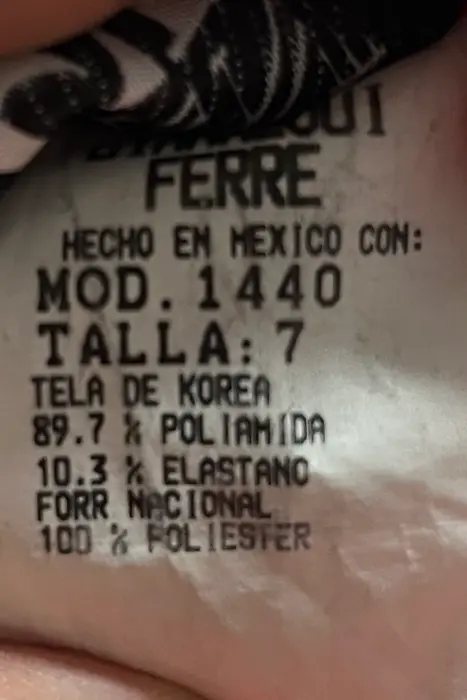 FERRE
HECHO EN MEXICO CON:
MOD. 1440
TALLA: 7
TELA DE KOREA
89.7 % POLIAMIDA
10.3 % ELASTANO
FORR NACIONAL
100 % POLIESTER